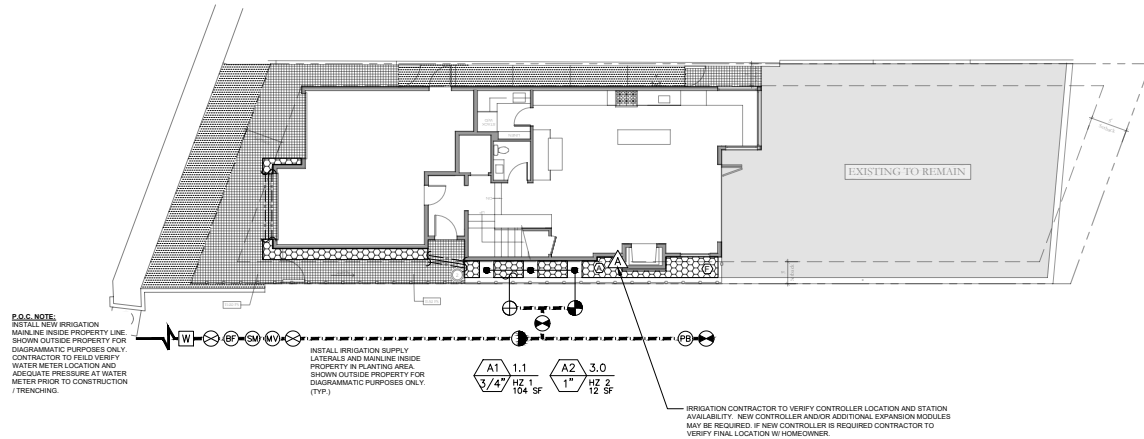 EXISTING TO REMAIN
A
F
A
P.O.C. NOTE:
INSTALL NEW IRRIGATION
MAINLINE INSIDE PROPERTY LINE.
SHOWN OUTSIDE PROPERTY FOR
DIAGRAMMATIC PURPOSES ONLY.
CONTRACTOR TO FEILD VERIFY
WATER METER LOCATION AND
ADEQUATE PRESSURE AT WATER
METER PRIOR TO CONSTRUCTION
/ TRENCHING.
W
BF
SM
MV
PB
INSTALL IRRIGATION SUPPLY
LATERALS AND MAINLINE INSIDE
PROPERTY IN PLANTING AREA.
SHOWN OUTSIDE PROPERTY FOR
DIAGRAMMATIC PURPOSES ONLY.
(TYP.)
A1 1.1
3/4" HZ 1
104 SF
A2 3.0
1" HZ 2
12 SF
IRRIGATION CONTRACTOR TO VERIFY CONTROLLER LOCATION AND STATION
AVAILABILITY. NEW CONTROLLER AND/OR ADDITIONAL EXPANSION MODULES
MAY BE REQUIRED. IF NEW CONTROLLER IS REQUIRED CONTRACTOR TO
VERIFY FINAL LOCATION W/ HOMEOWNER.